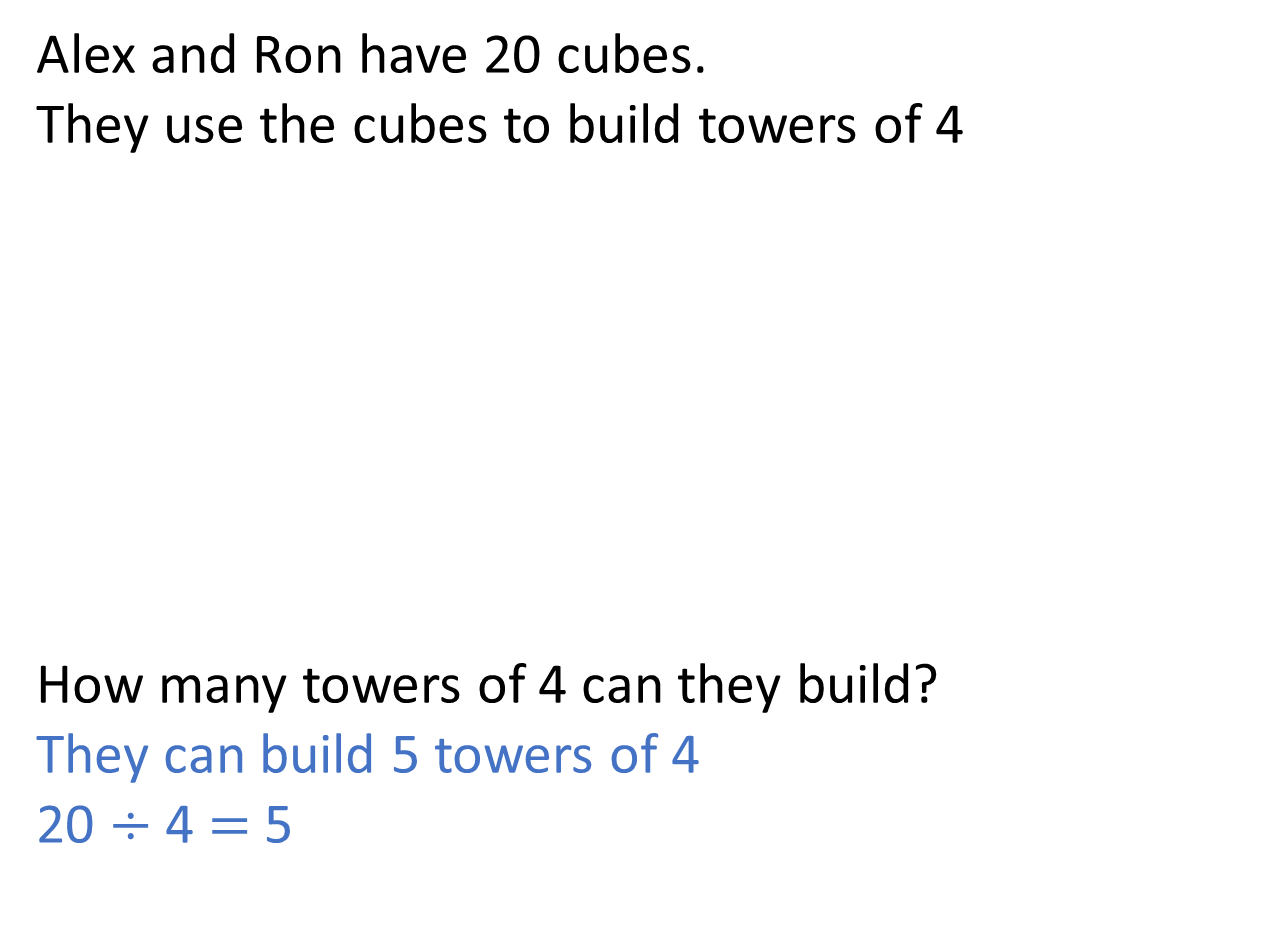 Alex and Ron have 20 cubes.
They use the cubes to build towers of 4
How many towers of 4 can they build?
They can build 5 towers of 4
20 ÷ 4 = 5